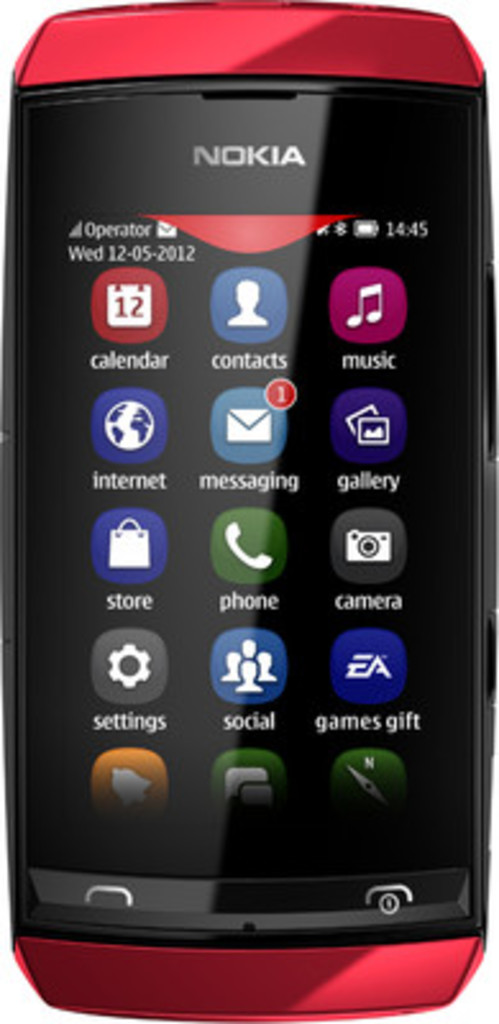 NOKIA
Operator 14:45
Wed 12-05-2012
12
calendar contacts music
1
internet messaging gallery
store phone camera
EA
settings social games gift
N